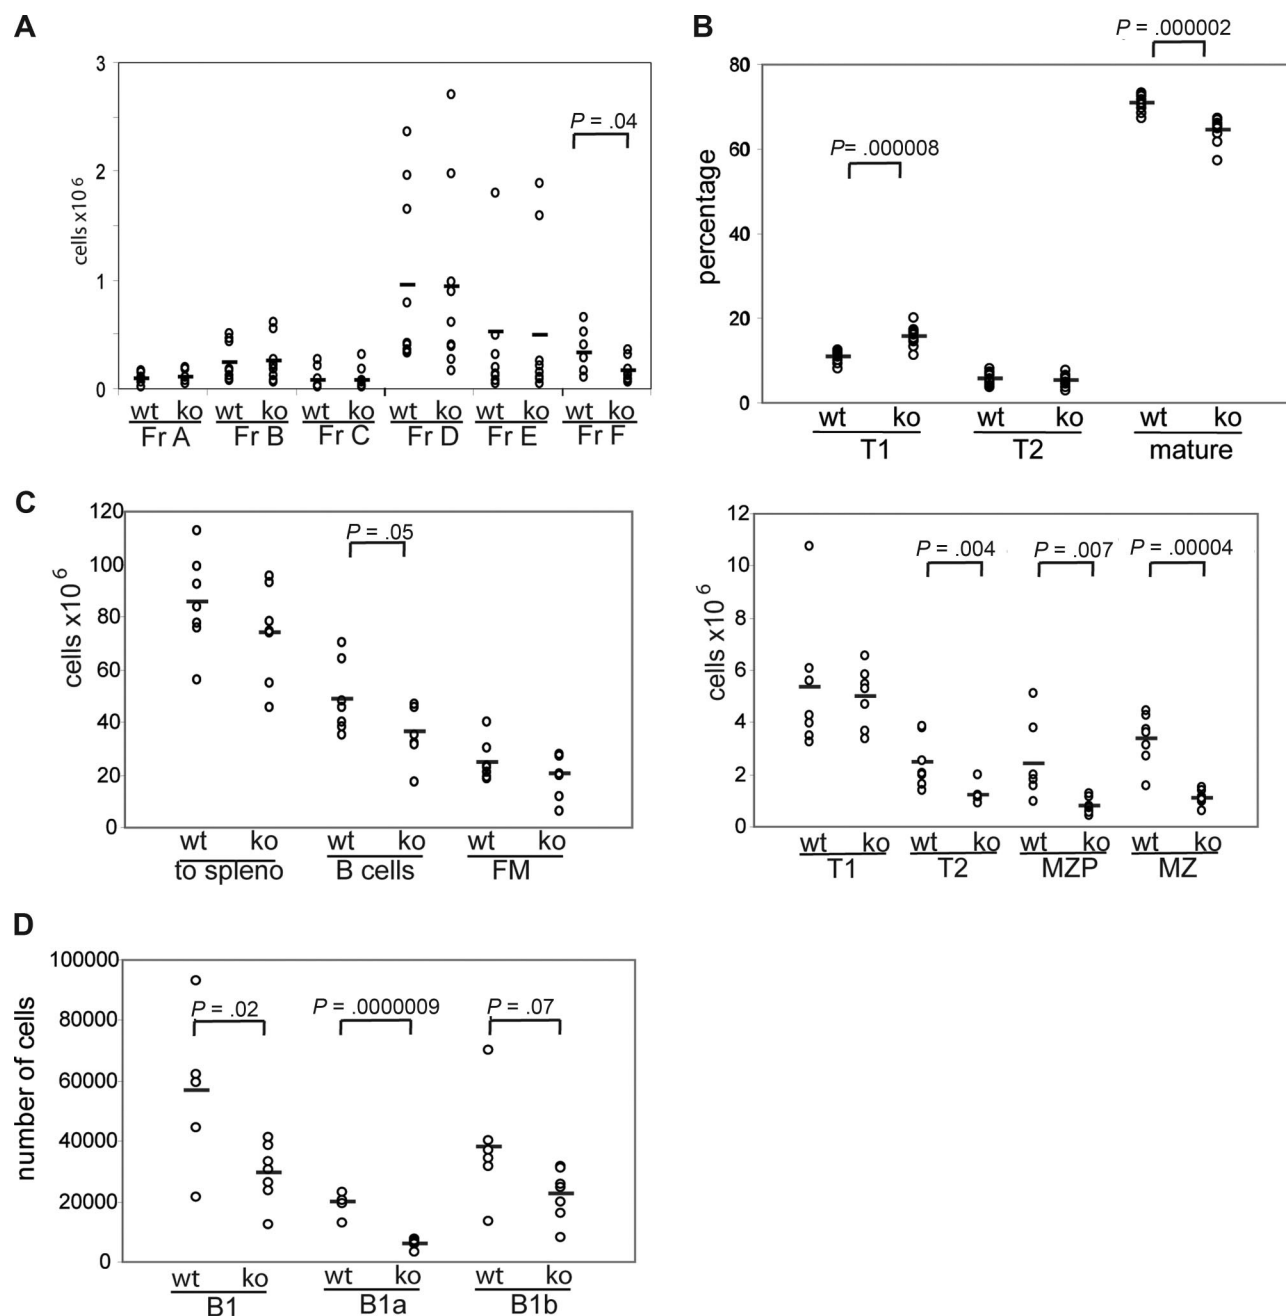 A
3
2
1
0
cells x10 6
P = .04
wt ko wt ko wt ko wt ko wt ko wt ko
Fr A Fr B Fr C Fr D Fr E Fr F
B
80
60
40
20
0
percentage
P= .000008
P = .000002
wt ko wt ko wt ko
T1 T2 mature
C
120
100
80
60
40
20
0
cells x10 6
P = .05
wt ko wt ko wt ko
to spleno B cells FM
12
10
8
6
4
2
0
cells x10 6
P = .004
P = .007
P = .00004
wt ko wt ko wt ko wt ko
T1 T2 MZP MZ
D
100000
80000
60000
40000
20000
0
number of cells
P = .02
P = .0000009
P = .07
wt ko wt ko wt ko
B1 B1a B1b